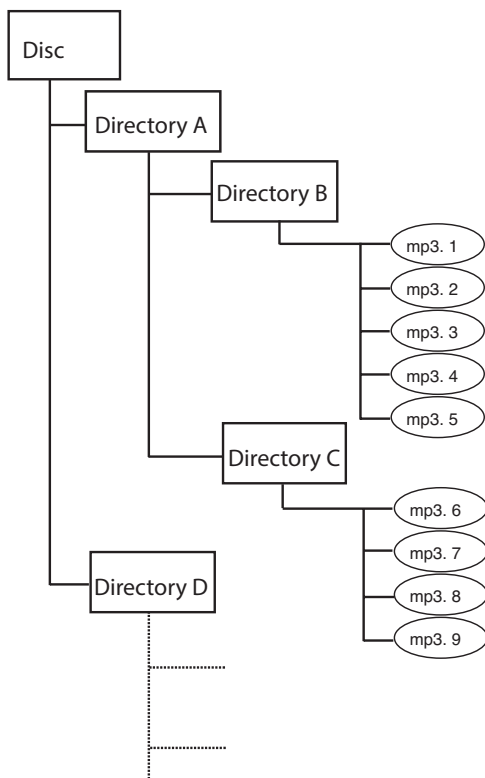 Disc
Directory A
Directory B
mp3. 1
mp3. 2
mp3. 3
mp3. 4
mp3. 5
Directory C
mp3. 6
mp3. 7
mp3. 8
mp3. 9
Directory D